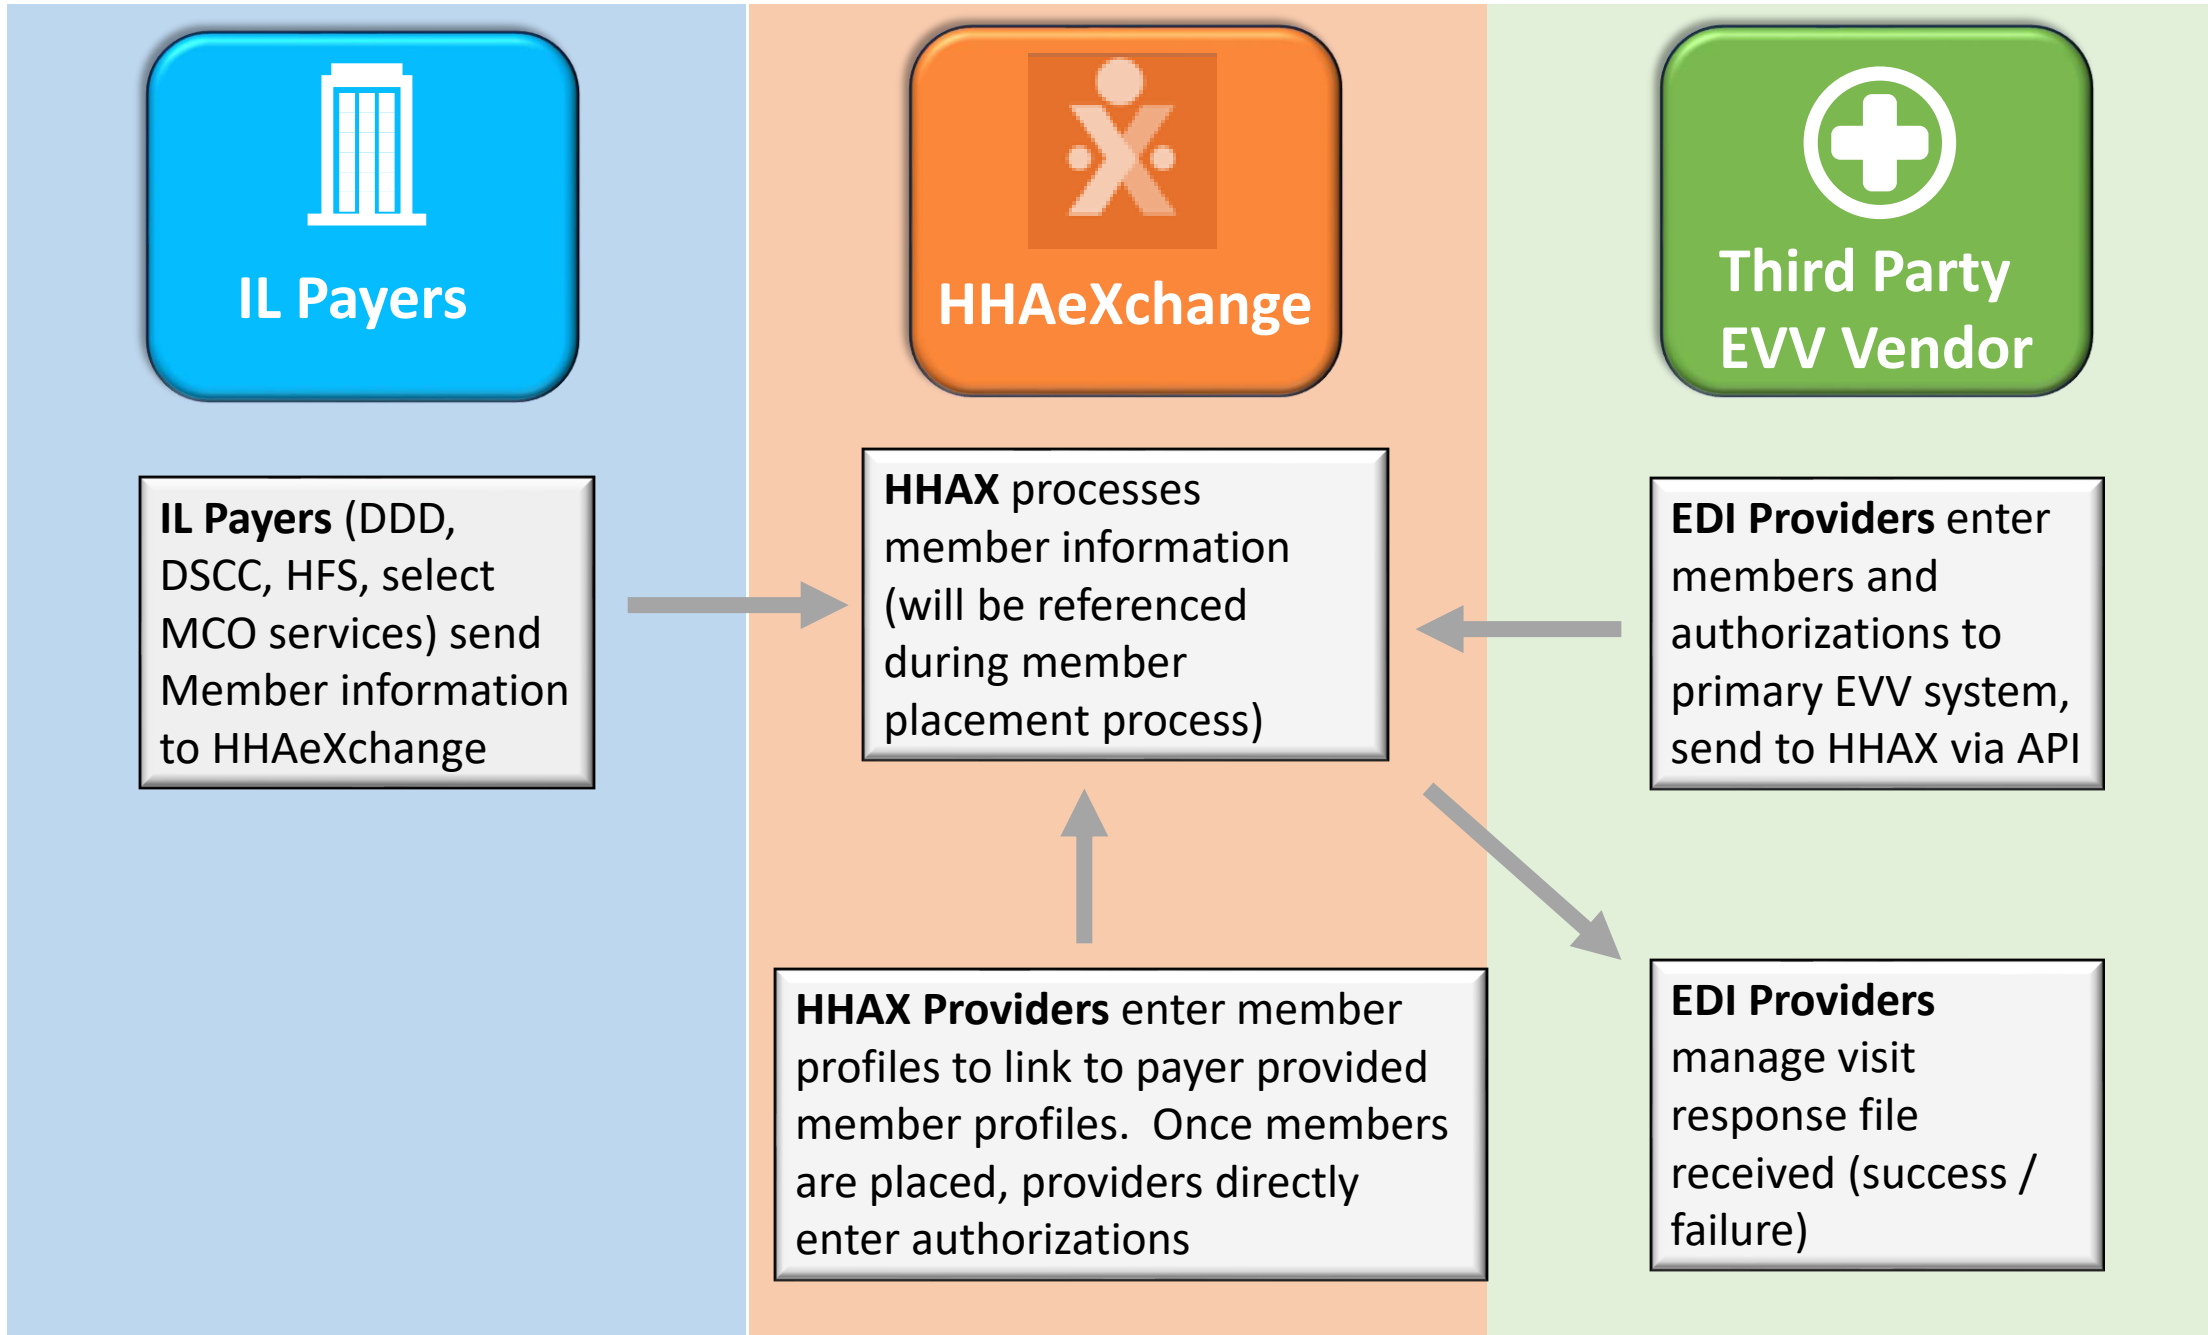 IL Payers
HHAeXchange
Third Party
EVV Vendor
IL Payers (DDD,
DSCC, HFS, select
MCO services) send
Member information
to HHAeXchange
HHAX processes
member information
(will be referenced
during member
placement process)
EDI Providers enter
members and
authorizations to
primary EVV system,
send to HHAX via API
HHAX Providers enter member
profiles to link to payer provided
member profiles.  Once members
are placed, providers directly
enter authorizations
EDI Providers
manage visit
response file
received (success /
failure)